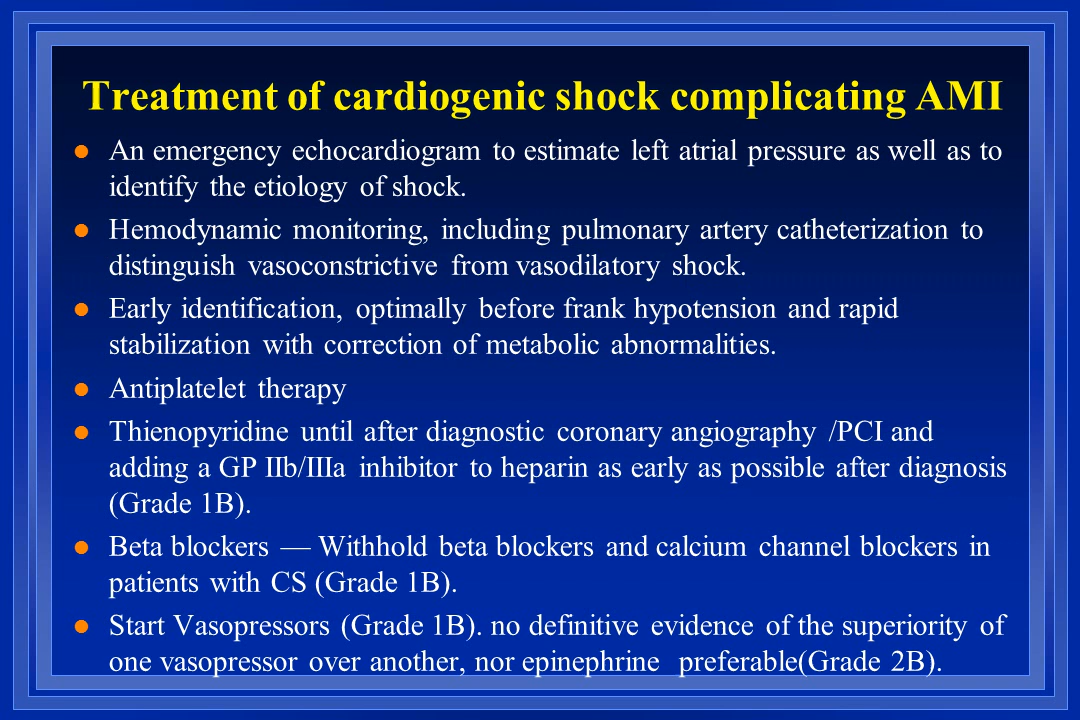 Treatment of cardiogenic shock complicating AMI
An emergency echocardiogram to estimate left atrial pressure as well as to
identify the etiology of shock.
Hemodynamic monitoring, including pulmonary artery catheterization to
distinguish vasoconstrictive from vasodilatory shock.
Early identification, optimally before frank hypotension and rapid
stabilization with correction of metabolic abnormalities.
Antiplatelet therapy
Thienopyridine until after diagnostic coronary angiography /PCI and
adding a GP IIb/IIIa inhibitor to heparin as early as possible after diagnosis
(Grade 1B).
Beta blockers — Withhold beta blockers and calcium channel blockers in
patients with CS (Grade 1B).
Start Vasopressors (Grade 1B). no definitive evidence of the superiority of
one vasopressor over another, nor epinephrine preferable(Grade 2B).